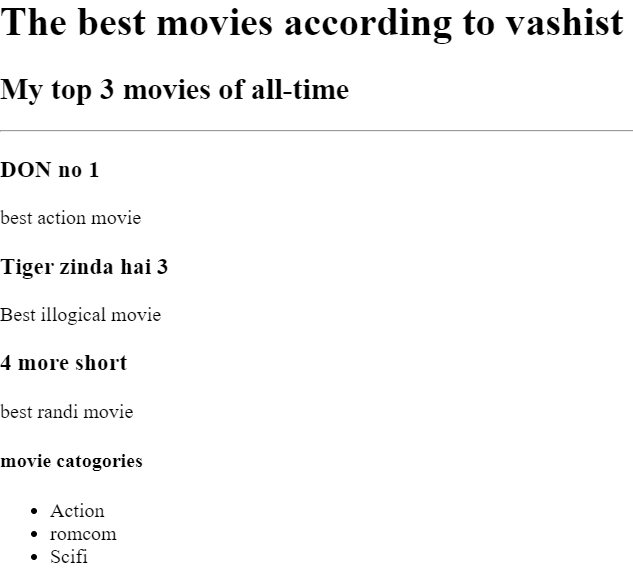 The best movies according to vashist
My top 3 movies of all-time
DON no 1
best action movie
Tiger zinda hai 3
Best illogical movie
4 more short
best randi movie
movie catogories
Action
romcom
Scifi